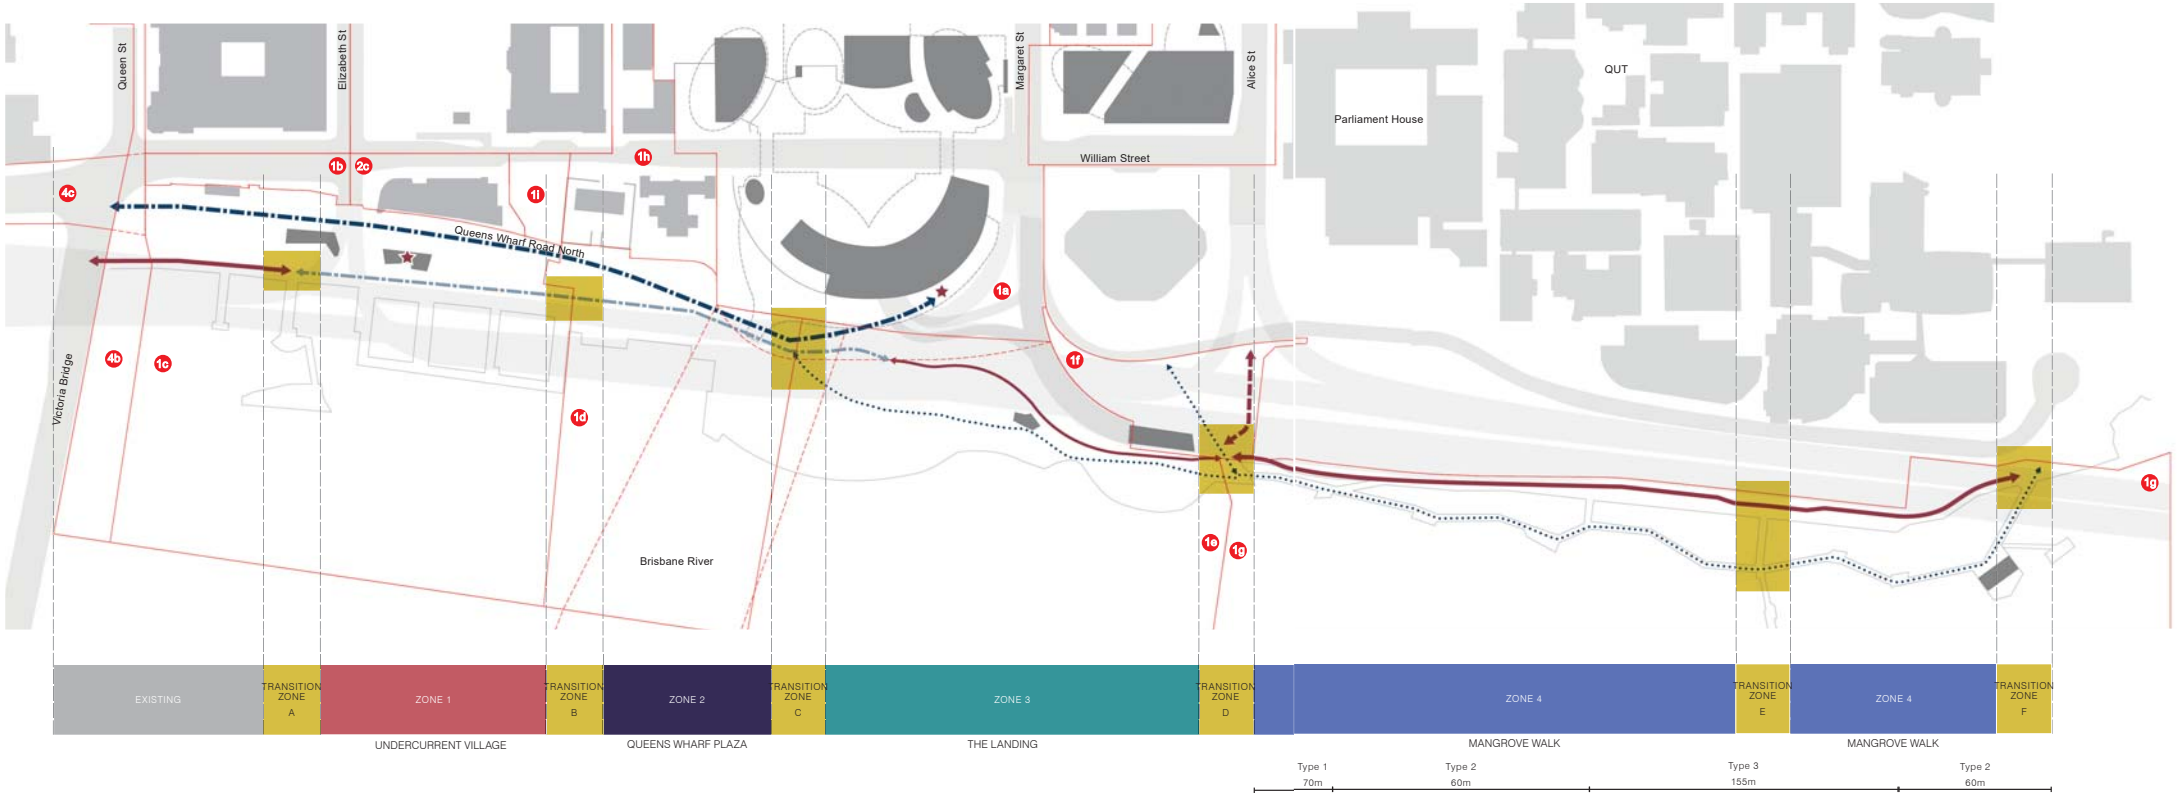 Queen St
Elizabeth St
Margaret St
Alice St
QUT
Parliament House
William Street
1b
2c
1i
1h
4c
Queens Wharf Road North
1a
4b
1c
1f
Victoria Bridge
1d
1g
1e
1g
Brisbane River
EXISTING
TRANSITION
ZONE
A
ZONE 1
TRANSITION
ZONE
B
ZONE 2
TRANSITION
ZONE
C
ZONE 3
TRANSITION
ZONE
D
ZONE 4
TRANSITION
ZONE
E
ZONE 4
TRANSITION
ZONE
F
UNDERCURRENT VILLAGE
QUEENS WHARF PLAZA
THE LANDING
MANGROVE WALK
MANGROVE WALK
Type 1
70m
Type 2
60m
Type 3
155m
Type 2
60m